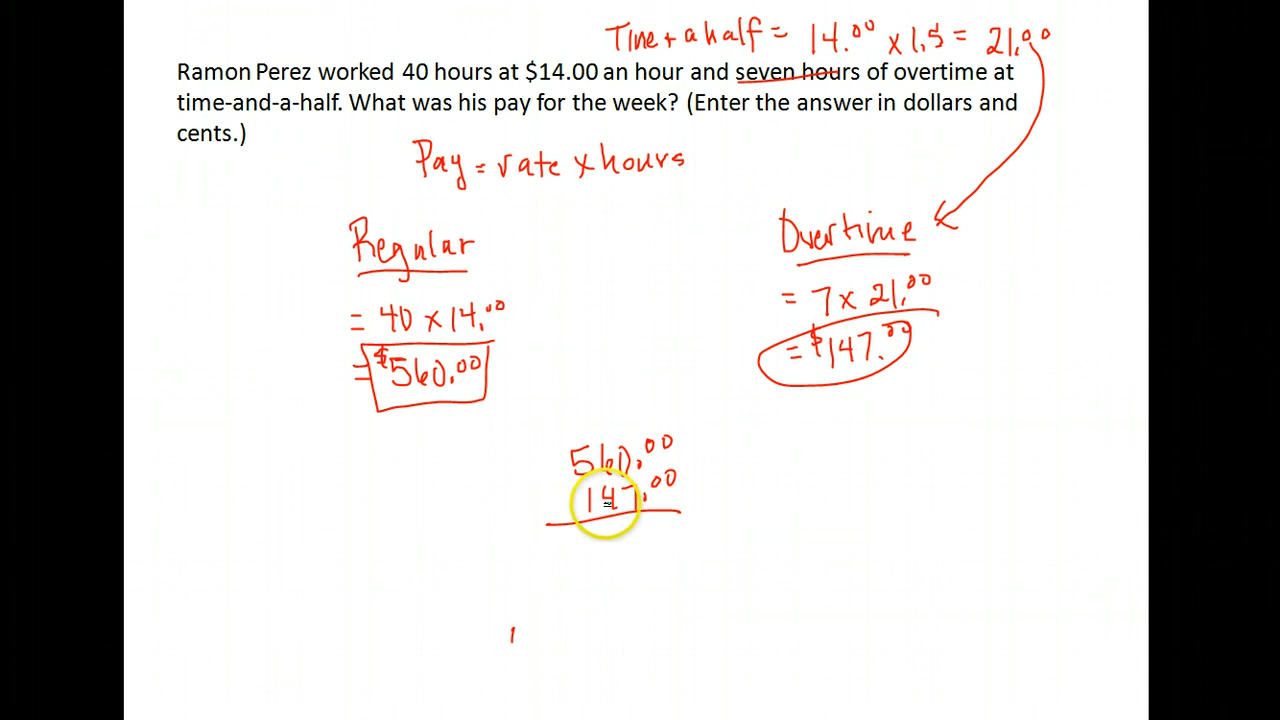 Time + a half = 14.00 x 1.5 = 21.00
Ramon Perez worked 40 hours at $14.00 an hour and seven hours of overtime at
time-and-a-half. What was his pay for the week? (Enter the answer in dollars and
cents.)
Pay = rate x hours
Regular
= 40 x 14.00
= $560.00
Overtime
= 7 x 21.00
= $147.00
560.00
147.00